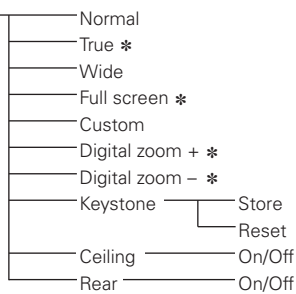 Normal
True ✻
Wide
Full screen ✻
Custom
Digital zoom + ✻
Digital zoom – ✻
Keystone Store
Reset
Ceiling On/Off
Rear On/Off